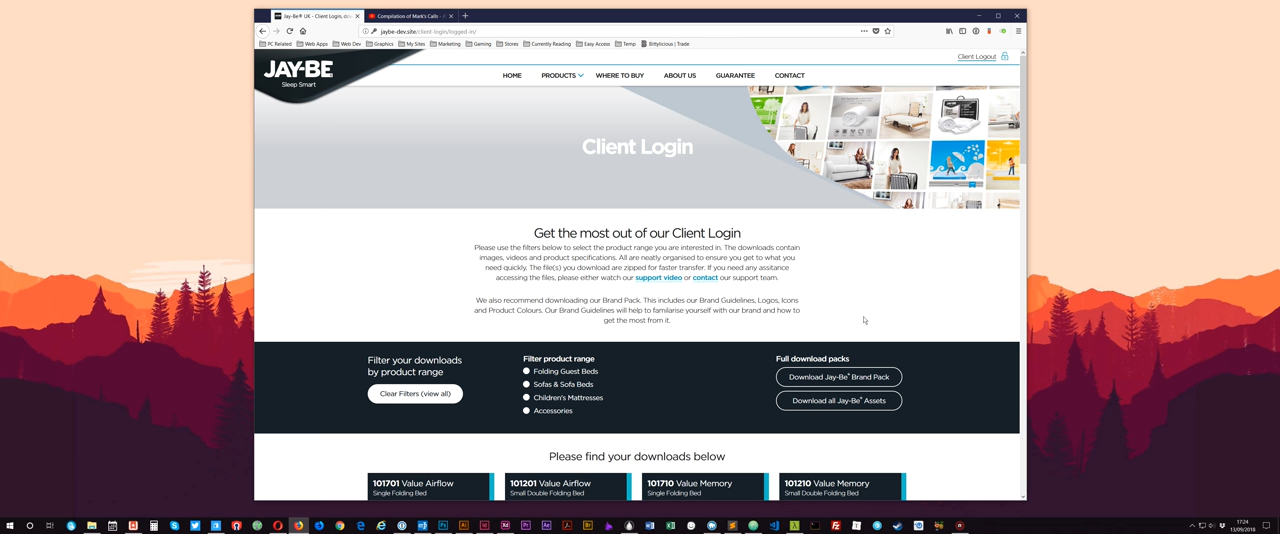 Jay-Be® UK - Client Login, dow
Compilation of Mark's Calls -
jaybe-dev.site/client-login/logged-in/
PC Related Web Apps Web Dev Graphics My Sites Marketing Gaming Stores Currently Reading Easy Access Temp Bittylicious | Trade
Client Logout
JAY-BE
Sleep Smart
HOME PRODUCTS WHERE TO BUY ABOUT US GUARANTEE CONTACT
Client Login
Get the most out of our Client Login
Please use the filters below to select the product range you are interested in. The downloads contain
images, videos and product specifications. All are neatly organised to ensure you get to what you
need quickly. The file(s) you download are zipped for faster transfer. If you need any assitance
accessing the files, please either watch our support video or contact our support team.
We also recommend downloading our Brand Pack. This includes our Brand Guidelines, Logos, Icons
and Product Colours. Our Brand Guidelines will help to familarise yourself with our brand and how to
get the most from it.
Filter your downloads
by product range
Clear Filters (view all)
Filter product range
Folding Guest Beds
Sofas & Sofa Beds
Children's Mattresses
Accessories
Full download packs
Download Jay-Be® Brand Pack
Download all Jay-Be® Assets
Please find your downloads below
101701 Value Airflow
Single Folding Bed
101201 Value Airflow
Small Double Folding Bed
101710 Value Memory
Single Folding Bed
101210 Value Memory
Small Double Folding Bed
17:24
13/09/2018